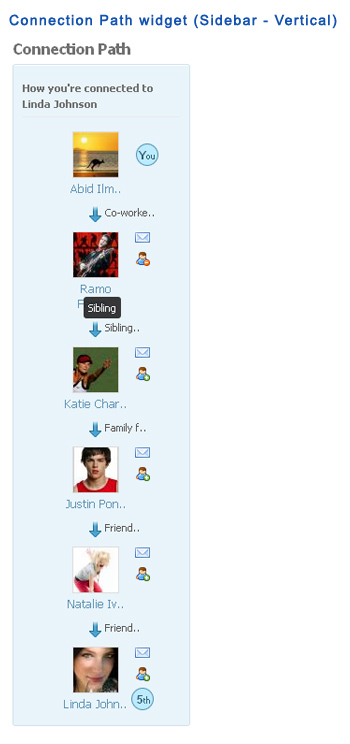 Connection Path widget (Sidebar - Vertical)
Connection Path
How you're connected to
Linda Johnson
You
Abid Ilm..
Co-worke..
Ramo
Sibling
Sibling..
Katie Char..
Family f..
Justin Pon..
Friend..
Natalie Iv..
Friend..
Linda John..
5th